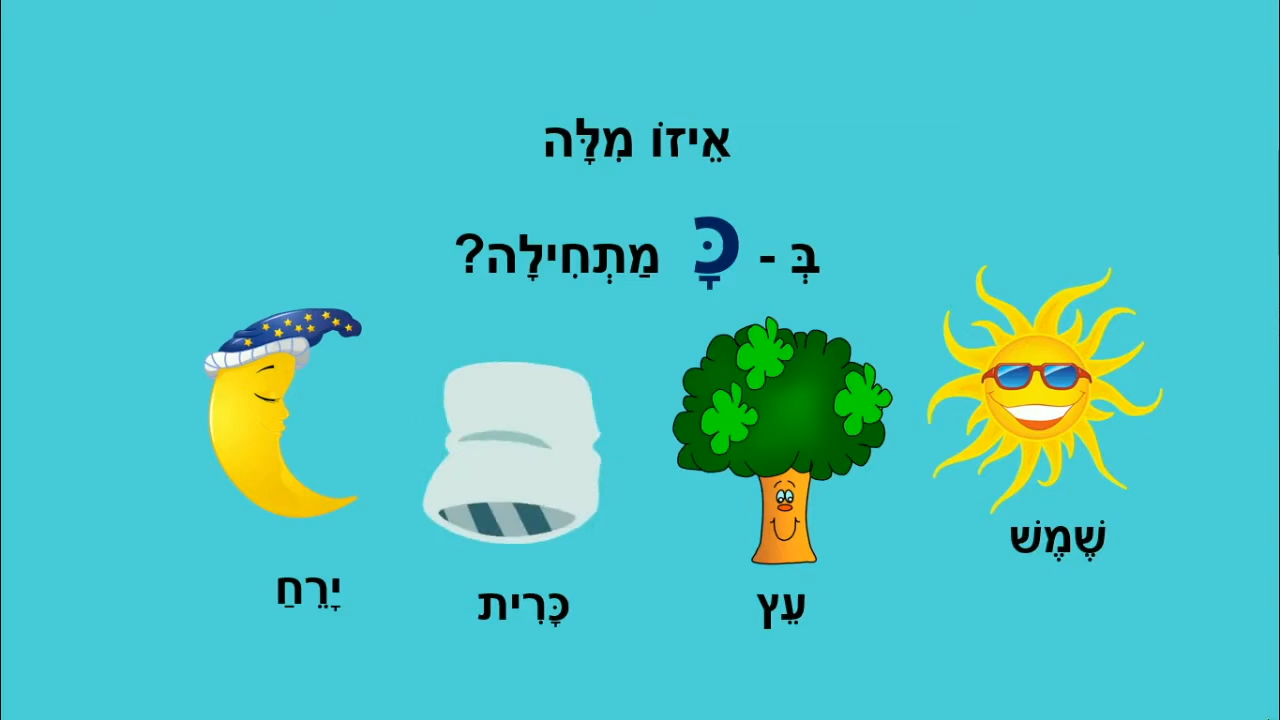 אֵיזוֹ מִלָּה
בְּ - כָּ מַתְחִילָה?
שֶׁמֶשׁ
עֵץ
כָּרִית
יָרֵחַ